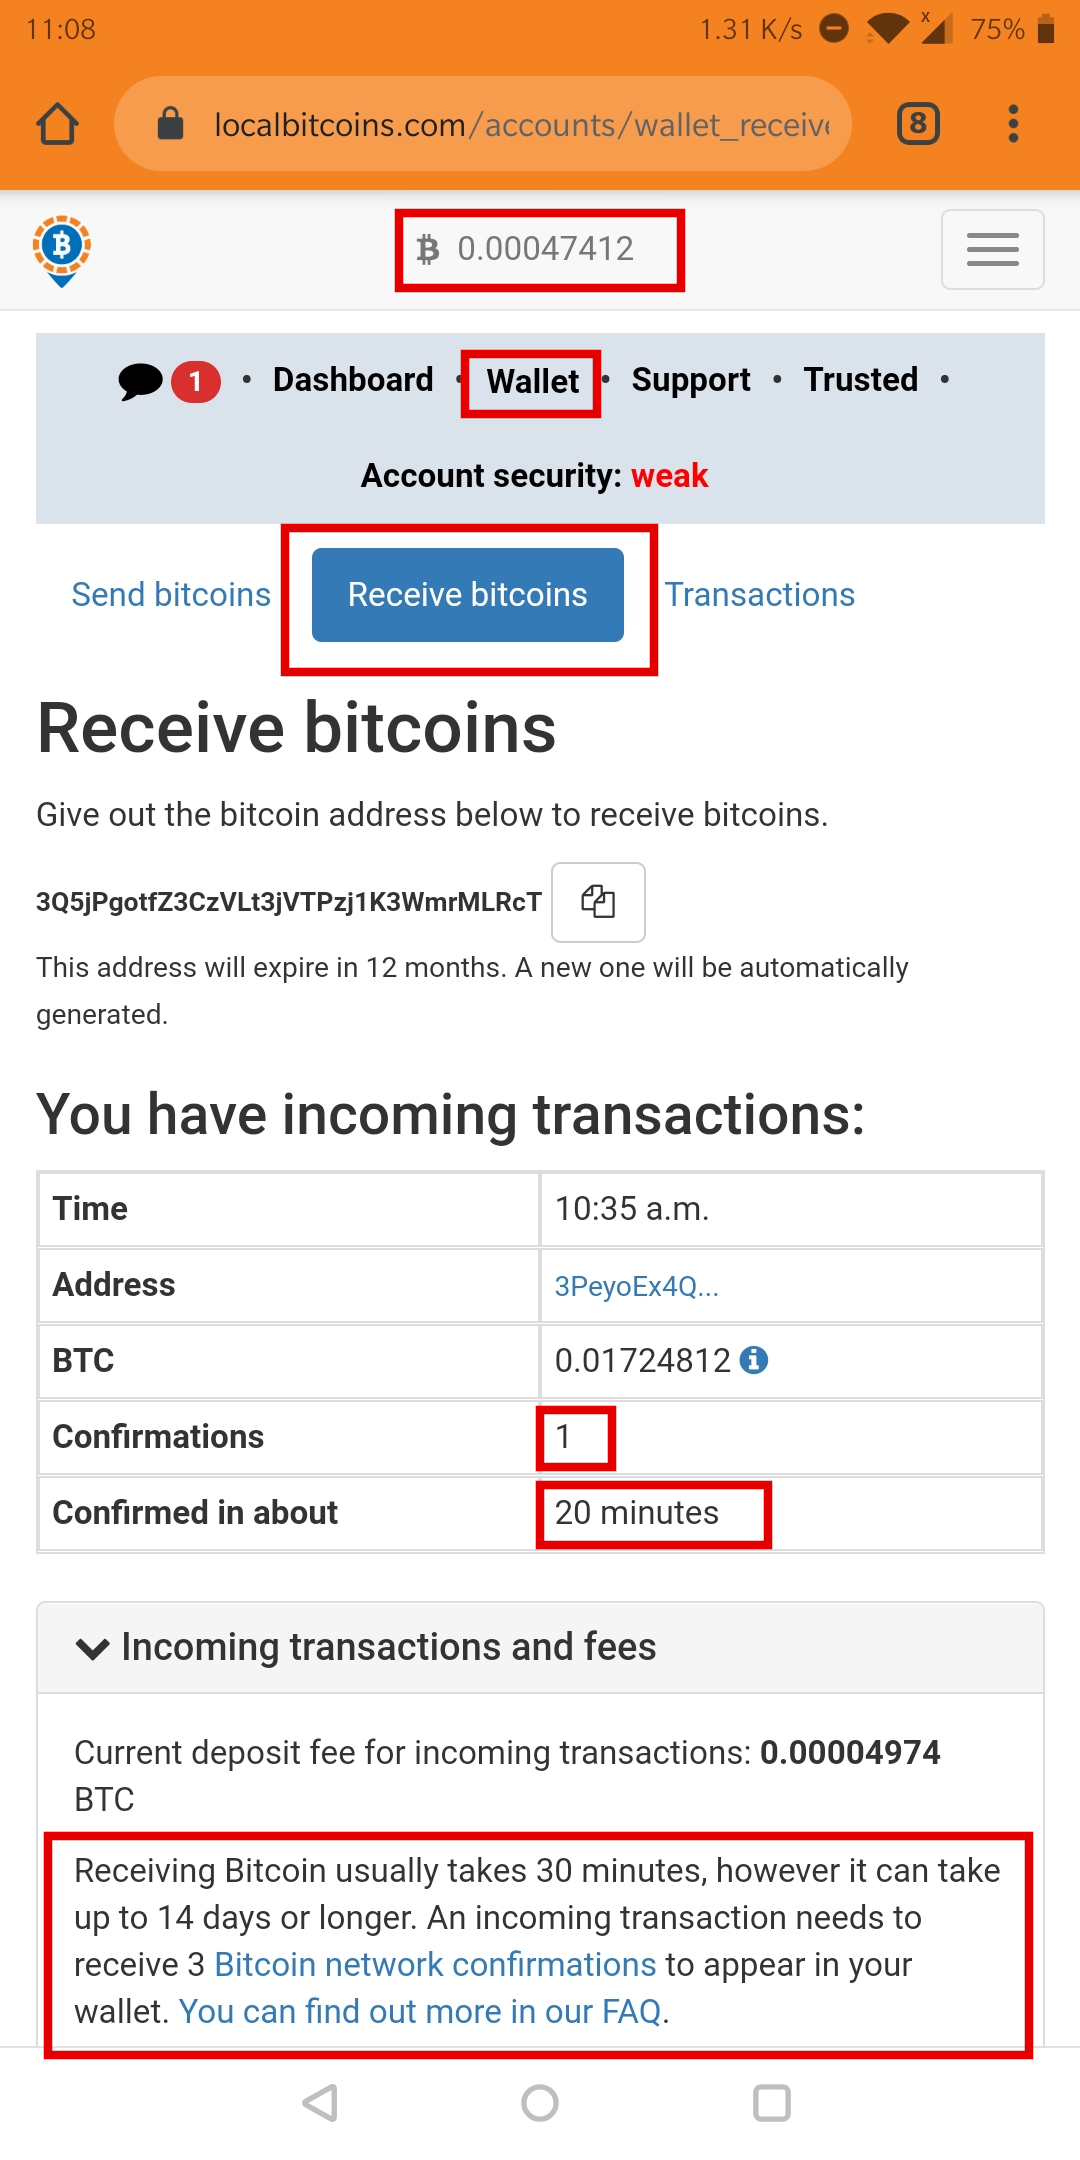 11:08 1.31 K/s x 75%
localbitcoins.com/accounts/wallet_receive 8
0.00047412
1 • Dashboard • Wallet • Support • Trusted •
Account security: weak
Send bitcoins Receive bitcoins Transactions
Receive bitcoins
Give out the bitcoin address below to receive bitcoins.
3Q5jPgotfZ3CzVLt3jVTPzj1K3WmrMLRcT
This address will expire in 12 months. A new one will be automatically
generated.
You have incoming transactions:
Time 10:35 a.m.
Address 3PeyoEx4Q...
BTC 0.01724812
Confirmations 1
Confirmed in about 20 minutes
Incoming transactions and fees
Current deposit fee for incoming transactions: 0.00004974
BTC
Receiving Bitcoin usually takes 30 minutes, however it can take
up to 14 days or longer. An incoming transaction needs to
receive 3 Bitcoin network confirmations to appear in your
wallet. You can find out more in our FAQ.